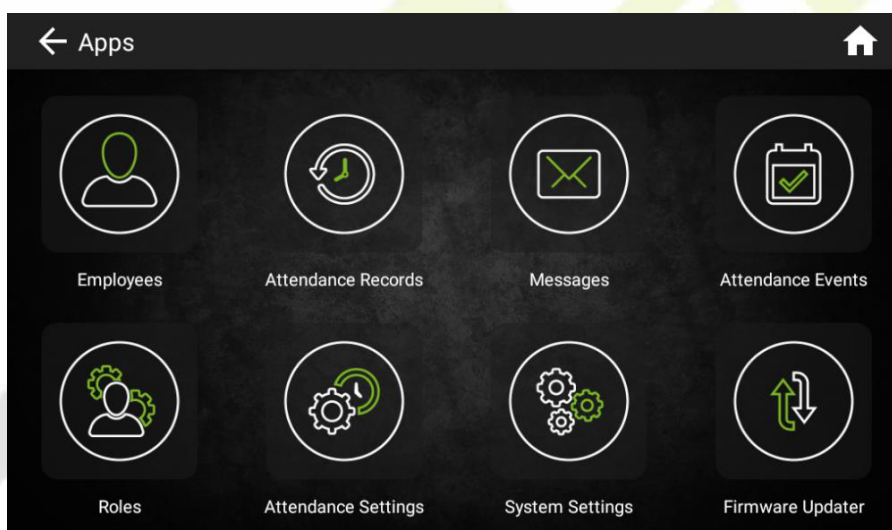 Apps
Employees
Attendance Records
Messages
Attendance Events
Roles
Attendance Settings
System Settings
Firmware Updater